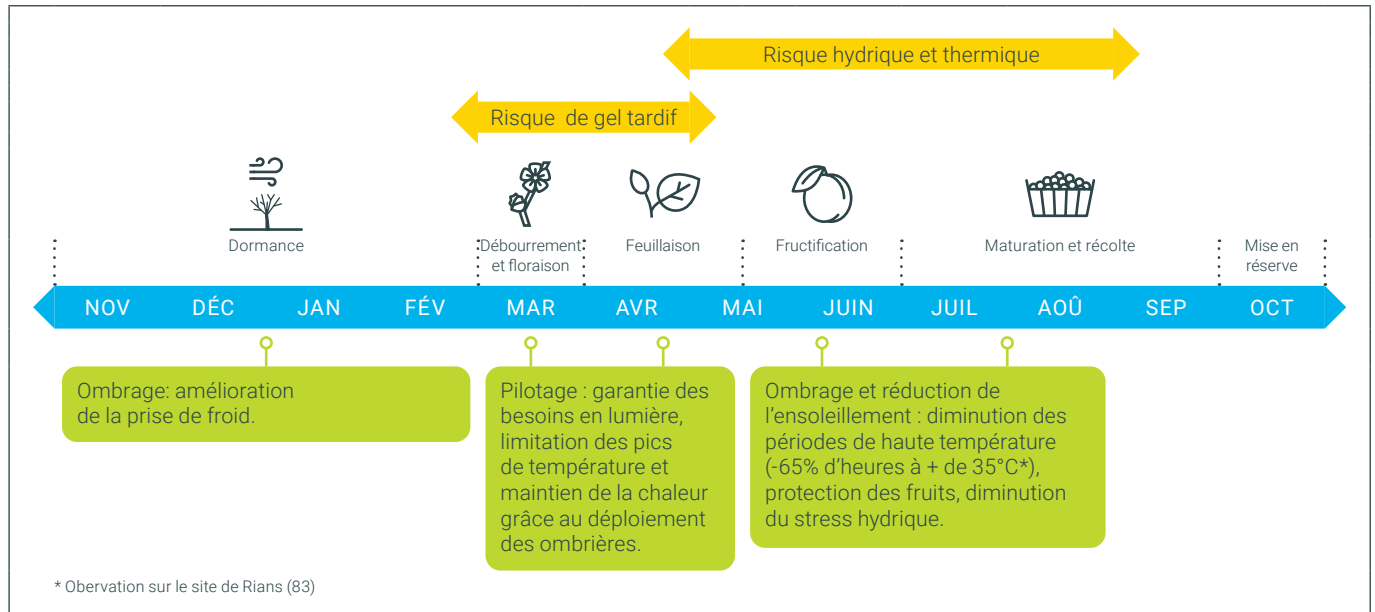 Risque hydrique et thermique
Risque de gel tardif
Dormance
Débourrement
et floraison
Feuillaison
Fructification
Maturation et récolte
Mise en
réserve
NOV DÉC JAN FÉV MAR AVR MAI JUIN JUIL AOÛ SEP OCT
Ombrage: amélioration
de la prise de froid.
Pilotage : garantie des
besoins en lumière,
limitation des pics
de température et
maintien de la chaleur
grâce au déploiement
des ombrières.
Ombrage et réduction de
l'ensoleillement : diminution des
périodes de haute température
(-65% d'heures à + de 35°C*),
protection des fruits, diminution
du stress hydrique.
* Obervation sur le site de Rians (83)